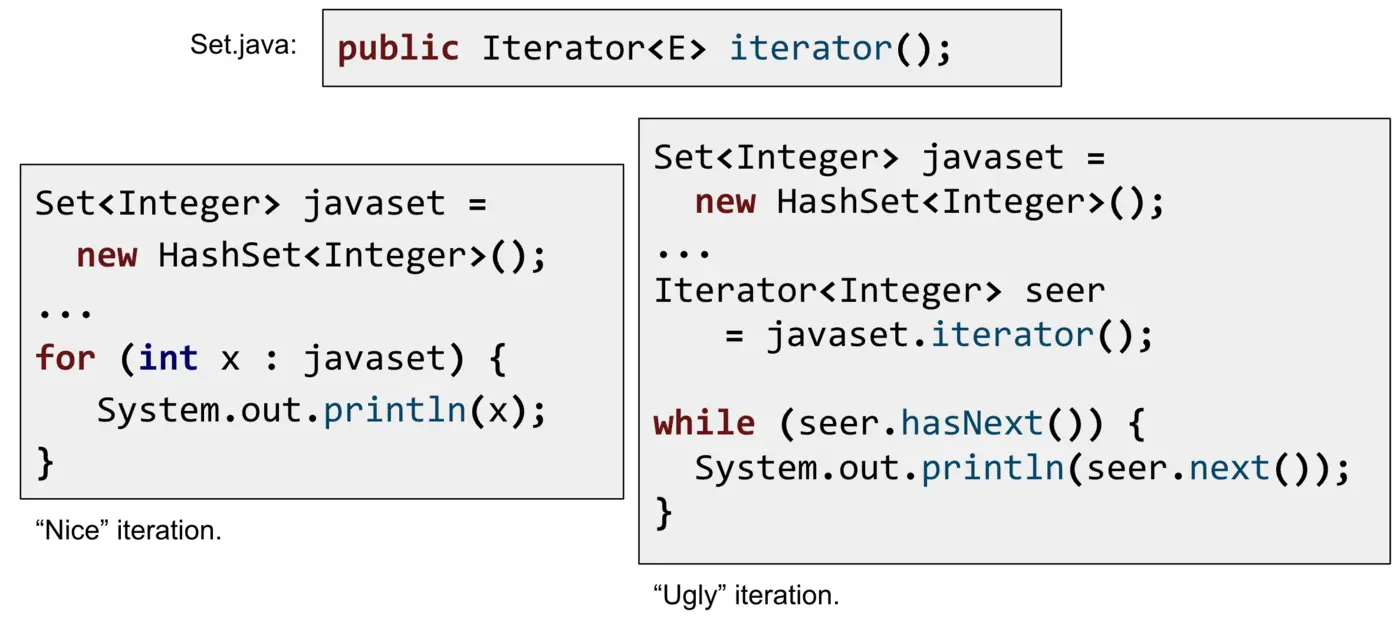 Set.java:
public Iterator<E> iterator();
Set<Integer> javaset =
  new HashSet<Integer>();
...
for (int x : javaset) {
   System.out.println(x);
}
“Nice” iteration.
Set<Integer> javaset =
  new HashSet<Integer>();
...
Iterator<Integer> seer
   = javaset.iterator();
while (seer.hasNext()) {
  System.out.println(seer.next());
}
“Ugly” iteration.